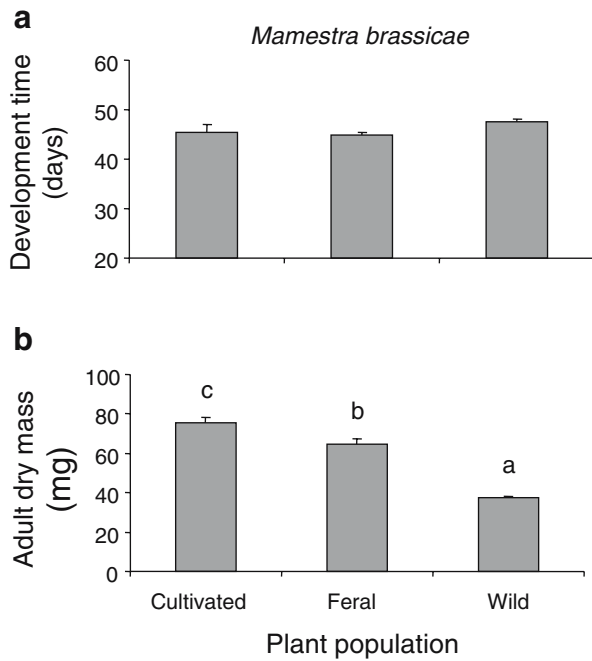 a
Mamestra brassicae
Development time
(days)
60
50
40
30
20
b
Adult dry mass
(mg)
100
80
60
40
20
0
c
b
a
Cultivated
Feral
Wild
Plant population